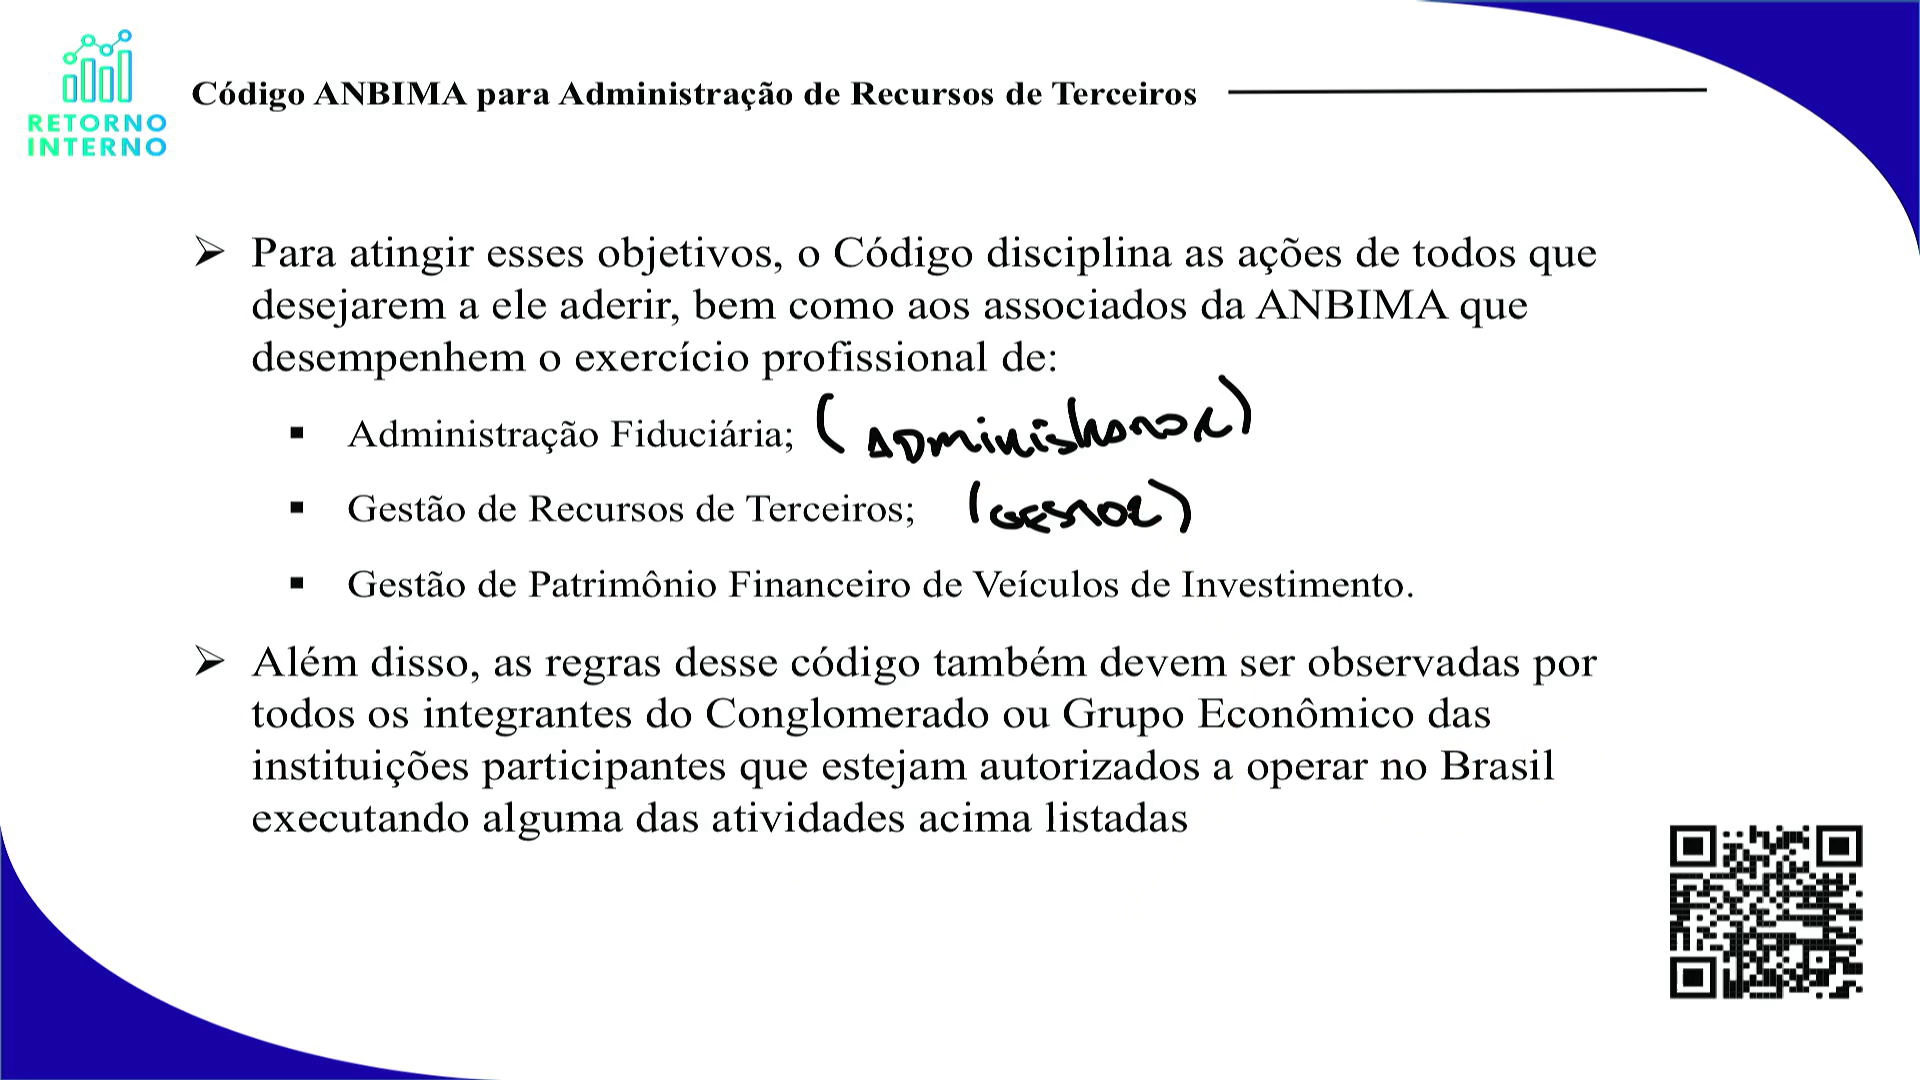 RETORNO
INTERNO
Código ANBIMA para Administração de Recursos de Terceiros
➢ Para atingir esses objetivos, o Código disciplina as ações de todos que
desejarem a ele aderir, bem como aos associados da ANBIMA que
desempenhem o exercício profissional de:
▪ Administração Fiduciária; (ADMINISTRADOR)
▪ Gestão de Recursos de Terceiros; (GESTOR)
▪ Gestão de Patrimônio Financeiro de Veículos de Investimento.
➢ Além disso, as regras desse código também devem ser observadas por
todos os integrantes do Conglomerado ou Grupo Econômico das
instituições participantes que estejam autorizados a operar no Brasil
executando alguma das atividades acima listadas